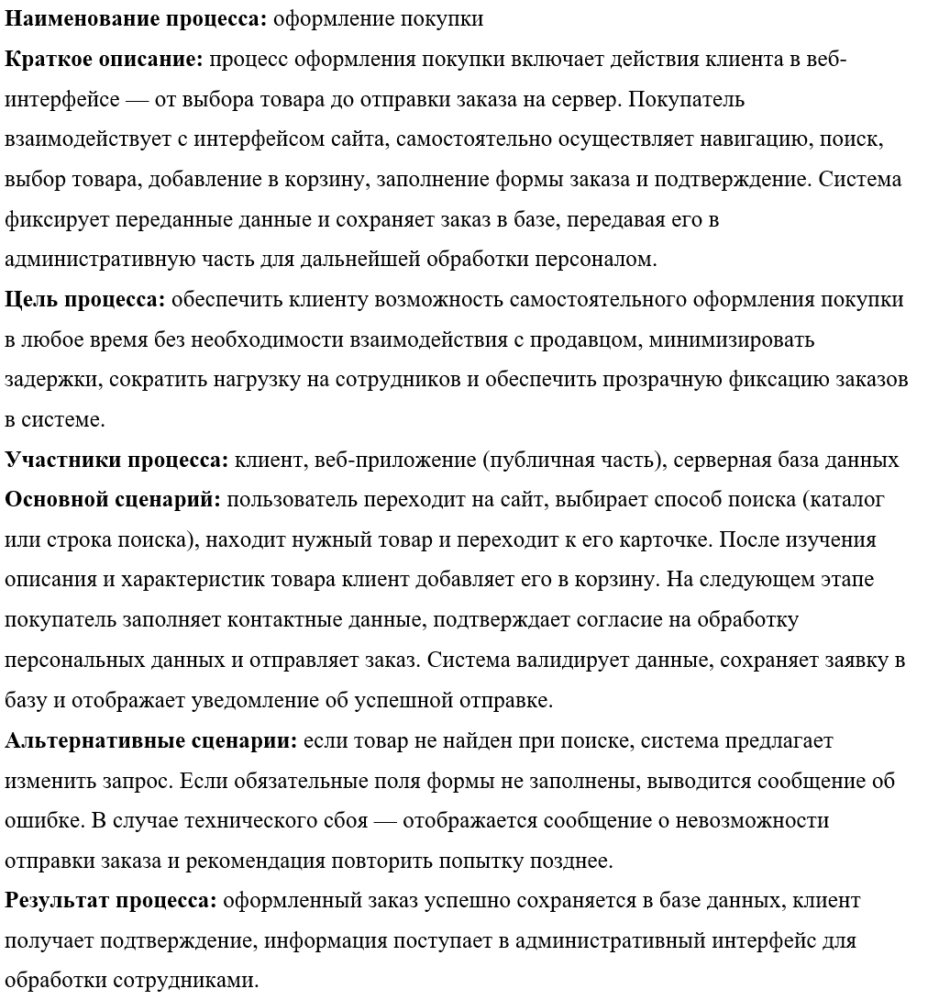 Наименование процесса: оформление покупки
Краткое описание: процесс оформления покупки включает действия клиента в веб-
интерфейсе — от выбора товара до отправки заказа на сервер. Покупатель
взаимодействует с интерфейсом сайта, самостоятельно осуществляет навигацию, поиск,
выбор товара, добавление в корзину, заполнение формы заказа и подтверждение. Система
фиксирует переданные данные и сохраняет заказ в базе, передавая его в
административную часть для дальнейшей обработки персоналом.
Цель процесса: обеспечить клиенту возможность самостоятельного оформления покупки
в любое время без необходимости взаимодействия с продавцом, минимизировать
задержки, сократить нагрузку на сотрудников и обеспечить прозрачную фиксацию заказов
в системе.
Участники процесса: клиент, веб-приложение (публичная часть), серверная база данных
Основной сценарий: пользователь переходит на сайт, выбирает способ поиска (каталог
или строка поиска), находит нужный товар и переходит к его карточке. После изучения
описания и характеристик товара клиент добавляет его в корзину. На следующем этапе
покупатель заполняет контактные данные, подтверждает согласие на обработку
персональных данных и отправляет заказ. Система валидирует данные, сохраняет заявку в
базу и отображает уведомление об успешной отправке.
Альтернативные сценарии: если товар не найден при поиске, система предлагает
изменить запрос. Если обязательные поля формы не заполнены, выводится сообщение об
ошибке. В случае технического сбоя — отображается сообщение о невозможности
отправки заказа и рекомендация повторить попытку позднее.
Результат процесса: оформленный заказ успешно сохраняется в базе данных, клиент
получает подтверждение, информация поступает в административный интерфейс для
обработки сотрудниками.